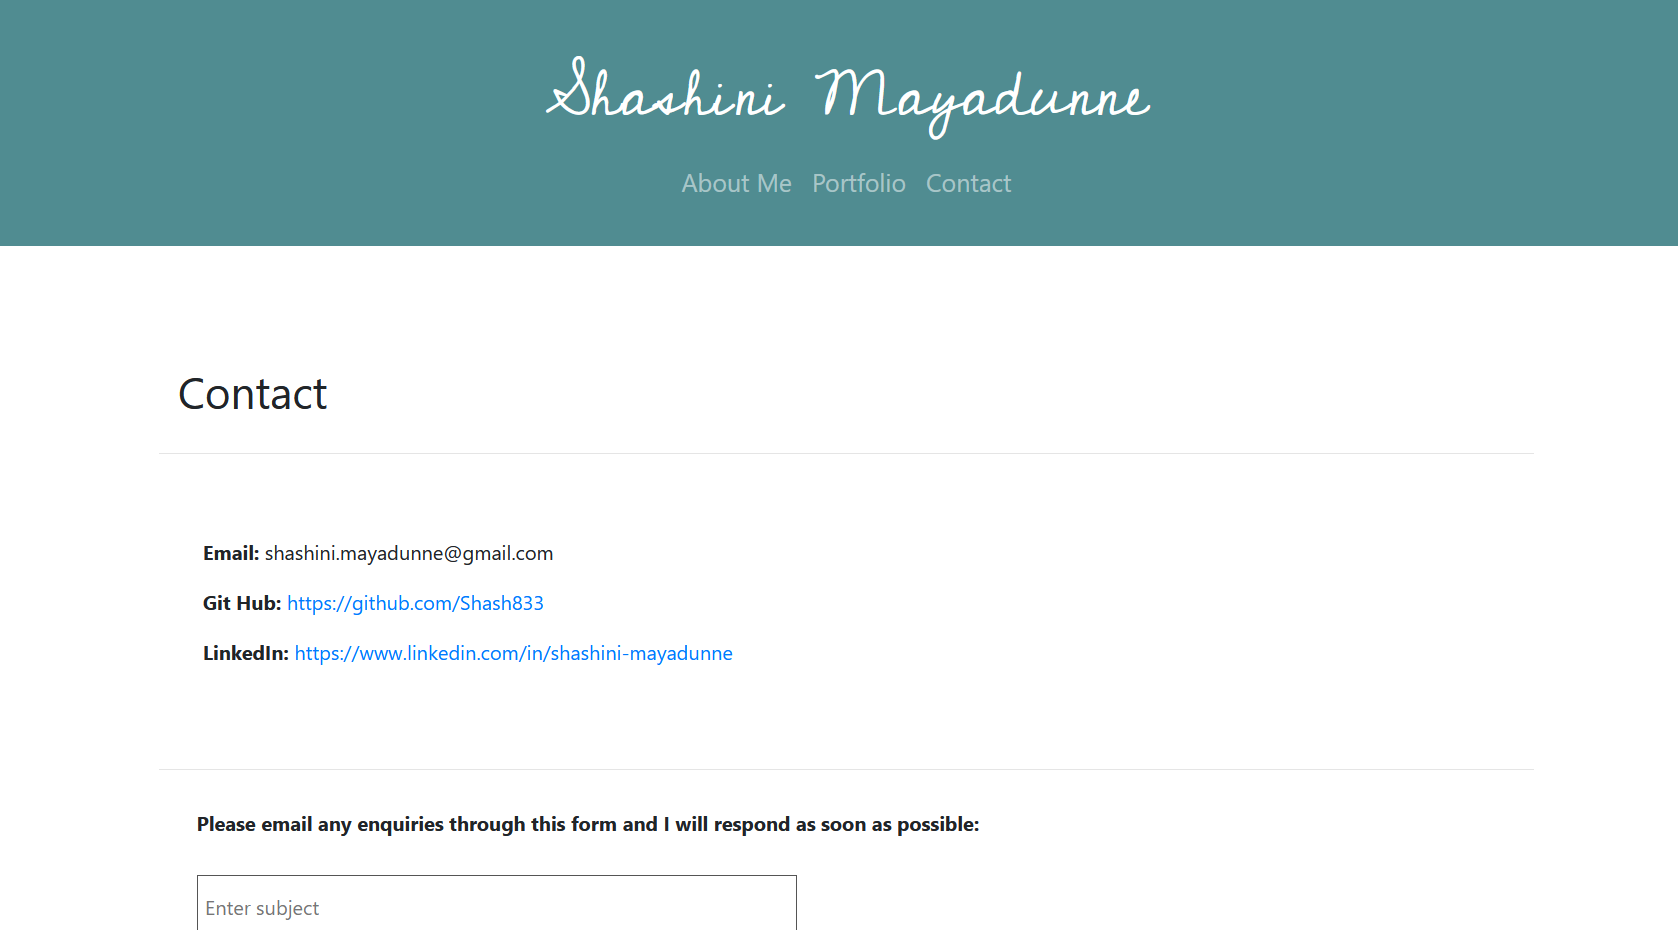 Shashini Mayadunne
About Me Portfolio Contact
Contact
Email: shashini.mayadunne@gmail.com
Git Hub: https://github.com/Shash833
LinkedIn: https://www.linkedin.com/in/shashini-mayadunne
Please email any enquiries through this form and I will respond as soon as possible:
Enter subject